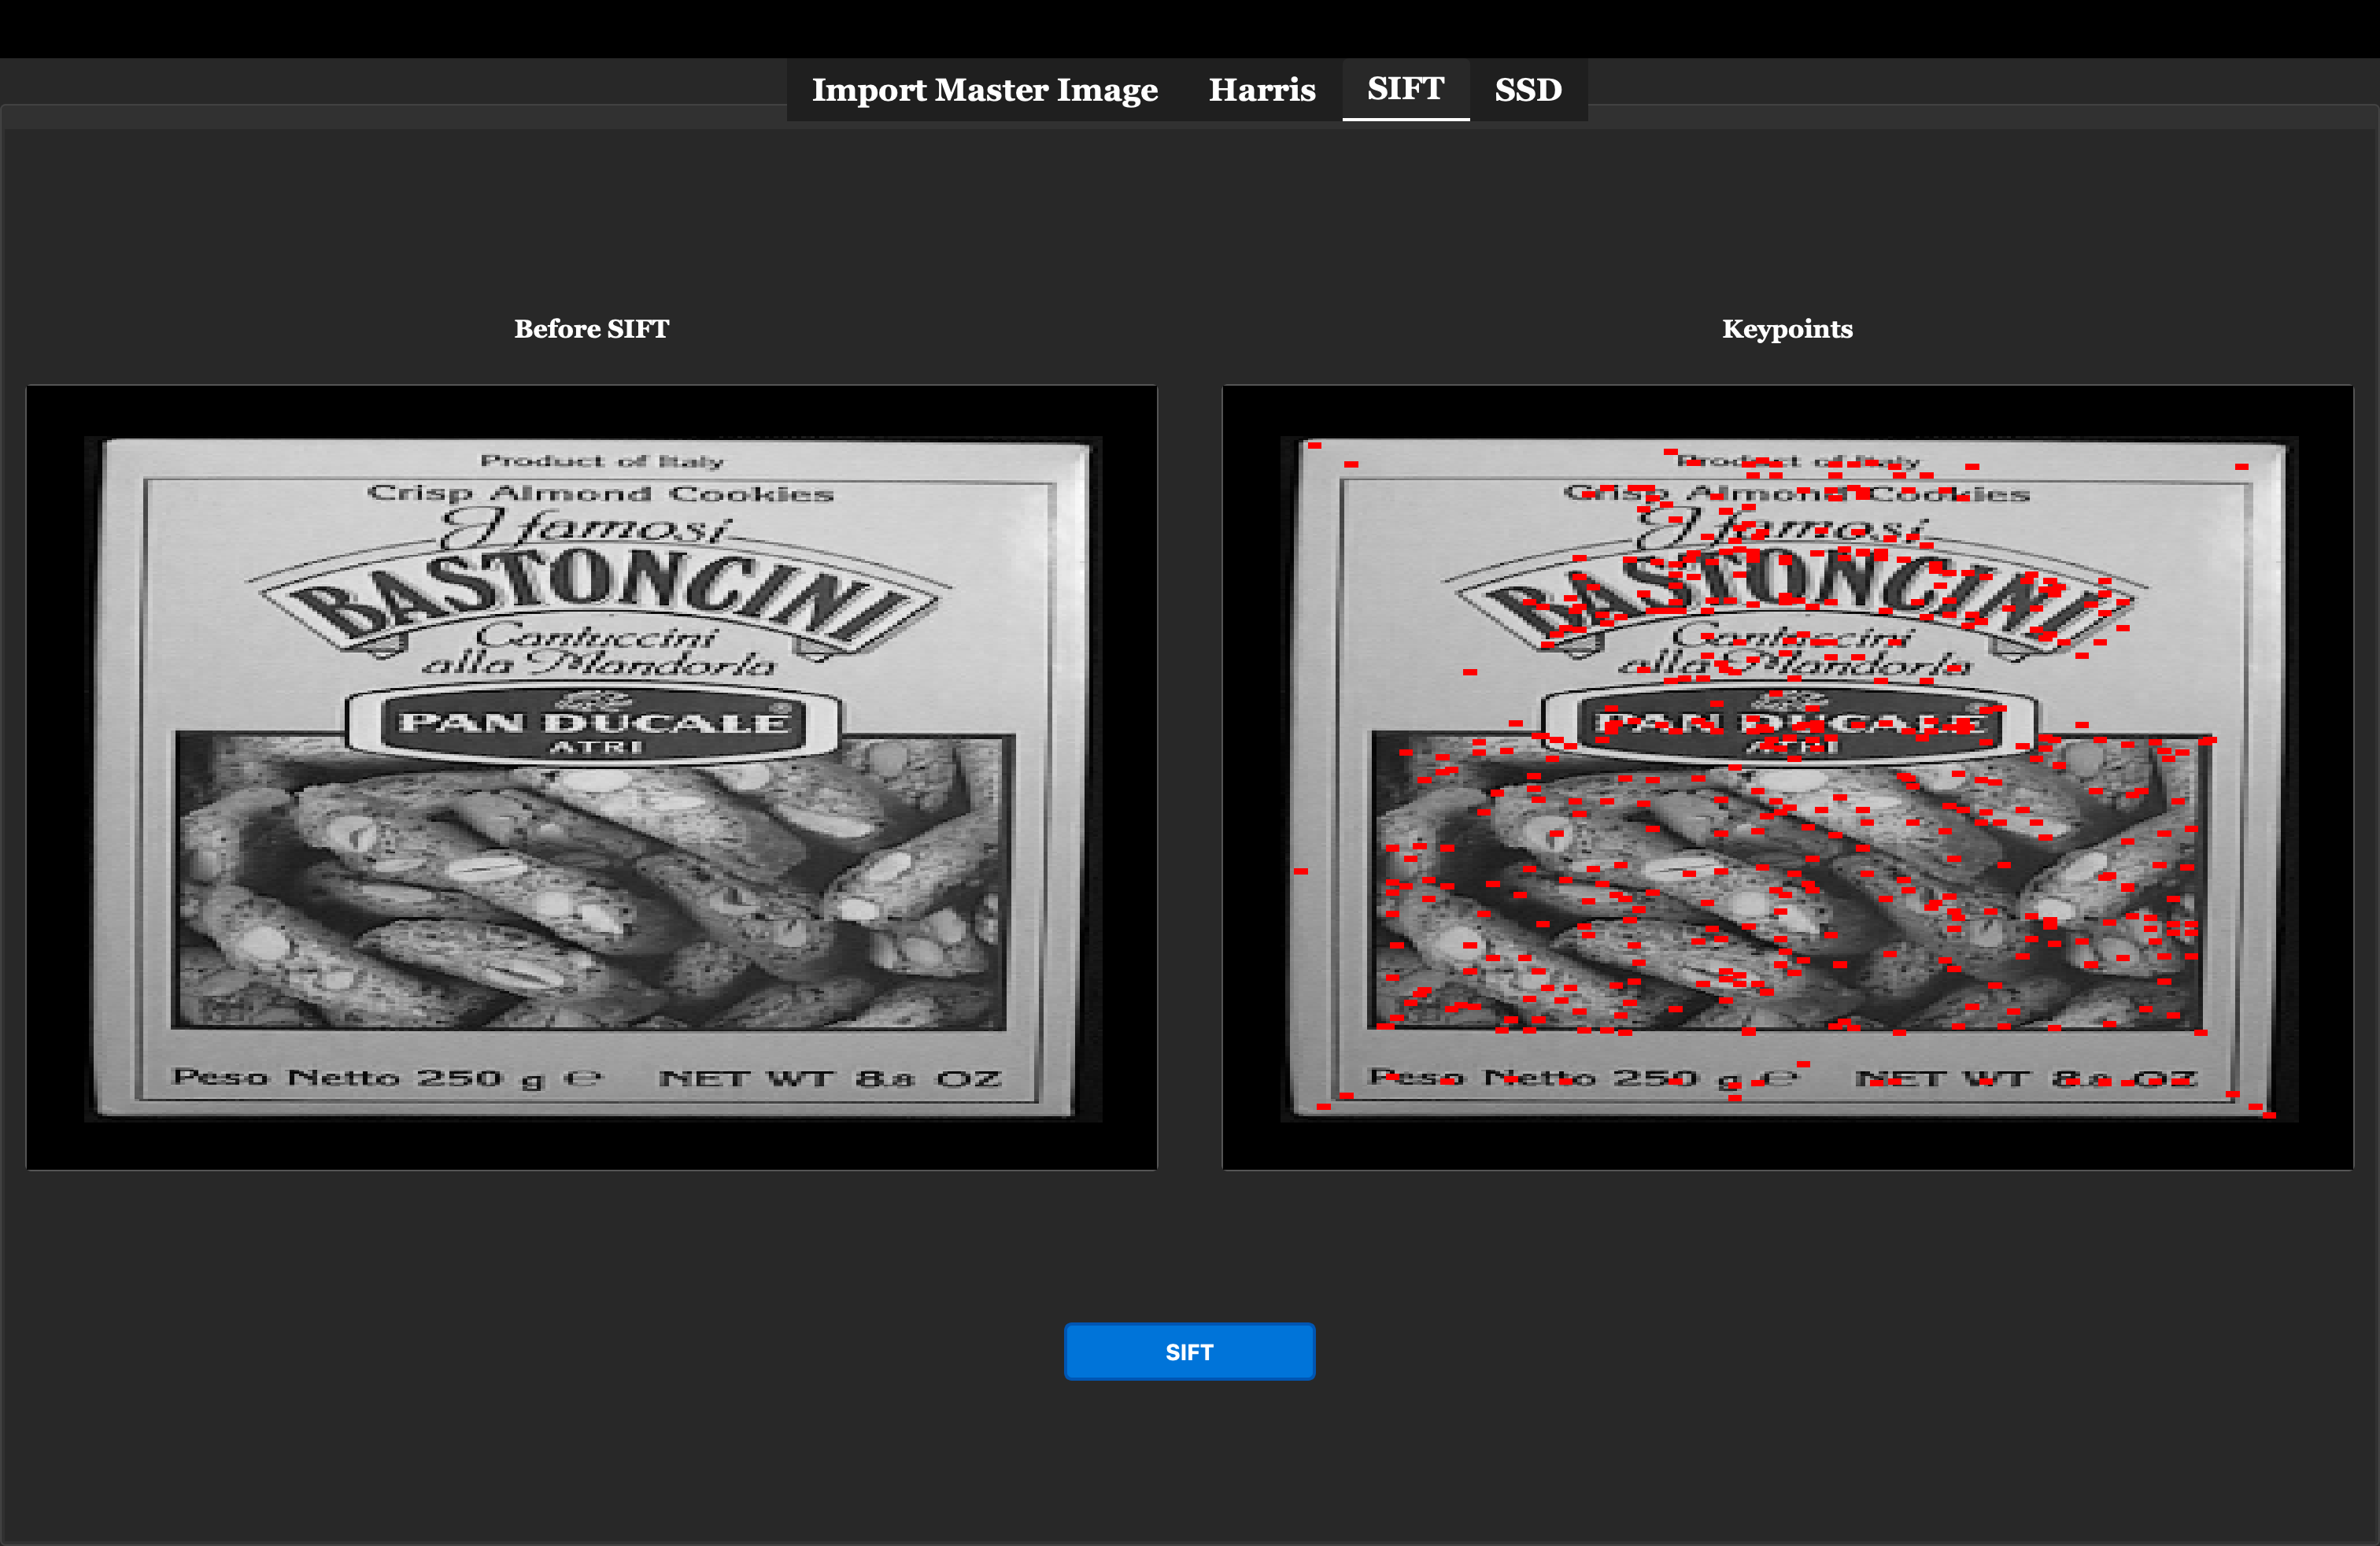 Import Master Image Harris SIFT SSD
Before SIFT
Keypoints
Product of Italy
Crisp Almond Cookies
I famosi
BASTONCINI
Cantuccini
alla Mandorla
PAN DUCALE ®
ATRI
Peso Netto 250 g ℮ NET WT 8.8 OZ
Product of Italy
Crisp Almond Cookies
I famosi
BASTONCINI
Cantuccini
alla Mandorla
PAN DUCALE
ATRI
Peso Netto 250 g ℮ NET WT 8.8 OZ
SIFT